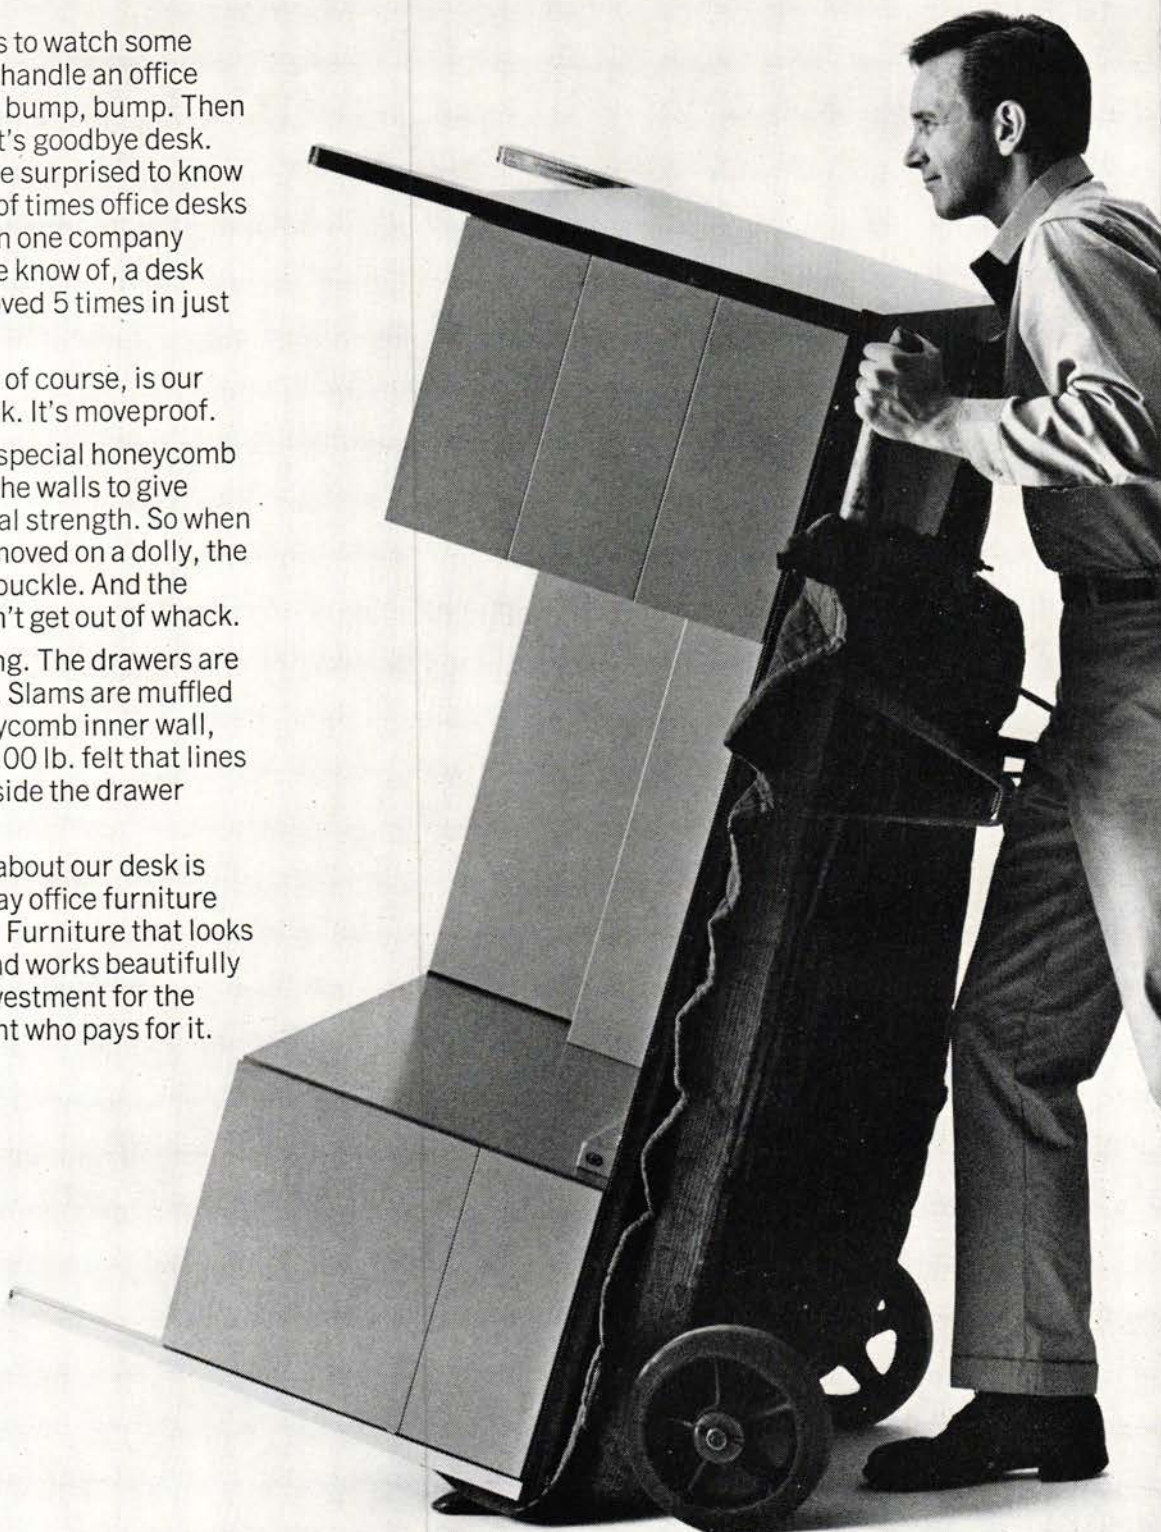 s to watch some
handle an office
bump, bump. Then
t's goodbye desk.
e surprised to know
of times office desks
n one company
e know of, a desk
ved 5 times in just
of course, is our
k. It's moveproof.
special honeycomb
he walls to give
al strength. So when
noved on a dolly, the
buckle. And the
n't get out of whack.
ng. The drawers are
Slams are muffled
ycomb inner wall,
00 lb. felt that lines
side the drawer
about our desk is
ay office furniture
Furniture that looks
nd works beautifully
vestment for the
nt who pays for it.